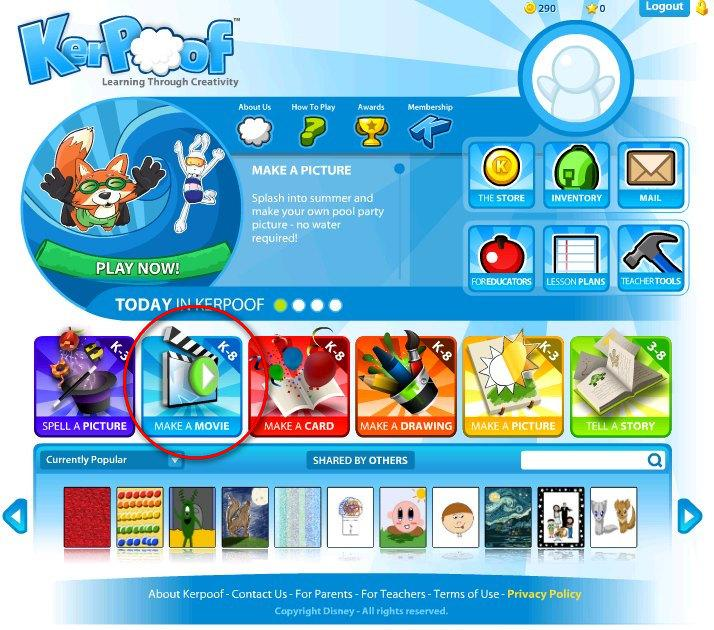 290
0
Logout
KerPoof™
Learning Through Creativity
About Us
How To Play
Awards
Membership
MAKE A PICTURE
Splash into summer and
make your own pool party
picture - no water
required!
PLAY NOW!
THE STORE
INVENTORY
MAIL
FOR EDUCATORS
LESSON PLANS
TEACHER TOOLS
TODAY IN KERPOOF
K-3
SPELL A PICTURE
K-8
MAKE A MOVIE
K-8
MAKE A CARD
K-8
MAKE A DRAWING
K-3
MAKE A PICTURE
3-8
TELL A STORY
Currently Popular
SHARED BY OTHERS
About Kerpoof - Contact Us - For Parents - For Teachers - Terms of Use - Privacy Policy
Copyright Disney - All rights reserved.